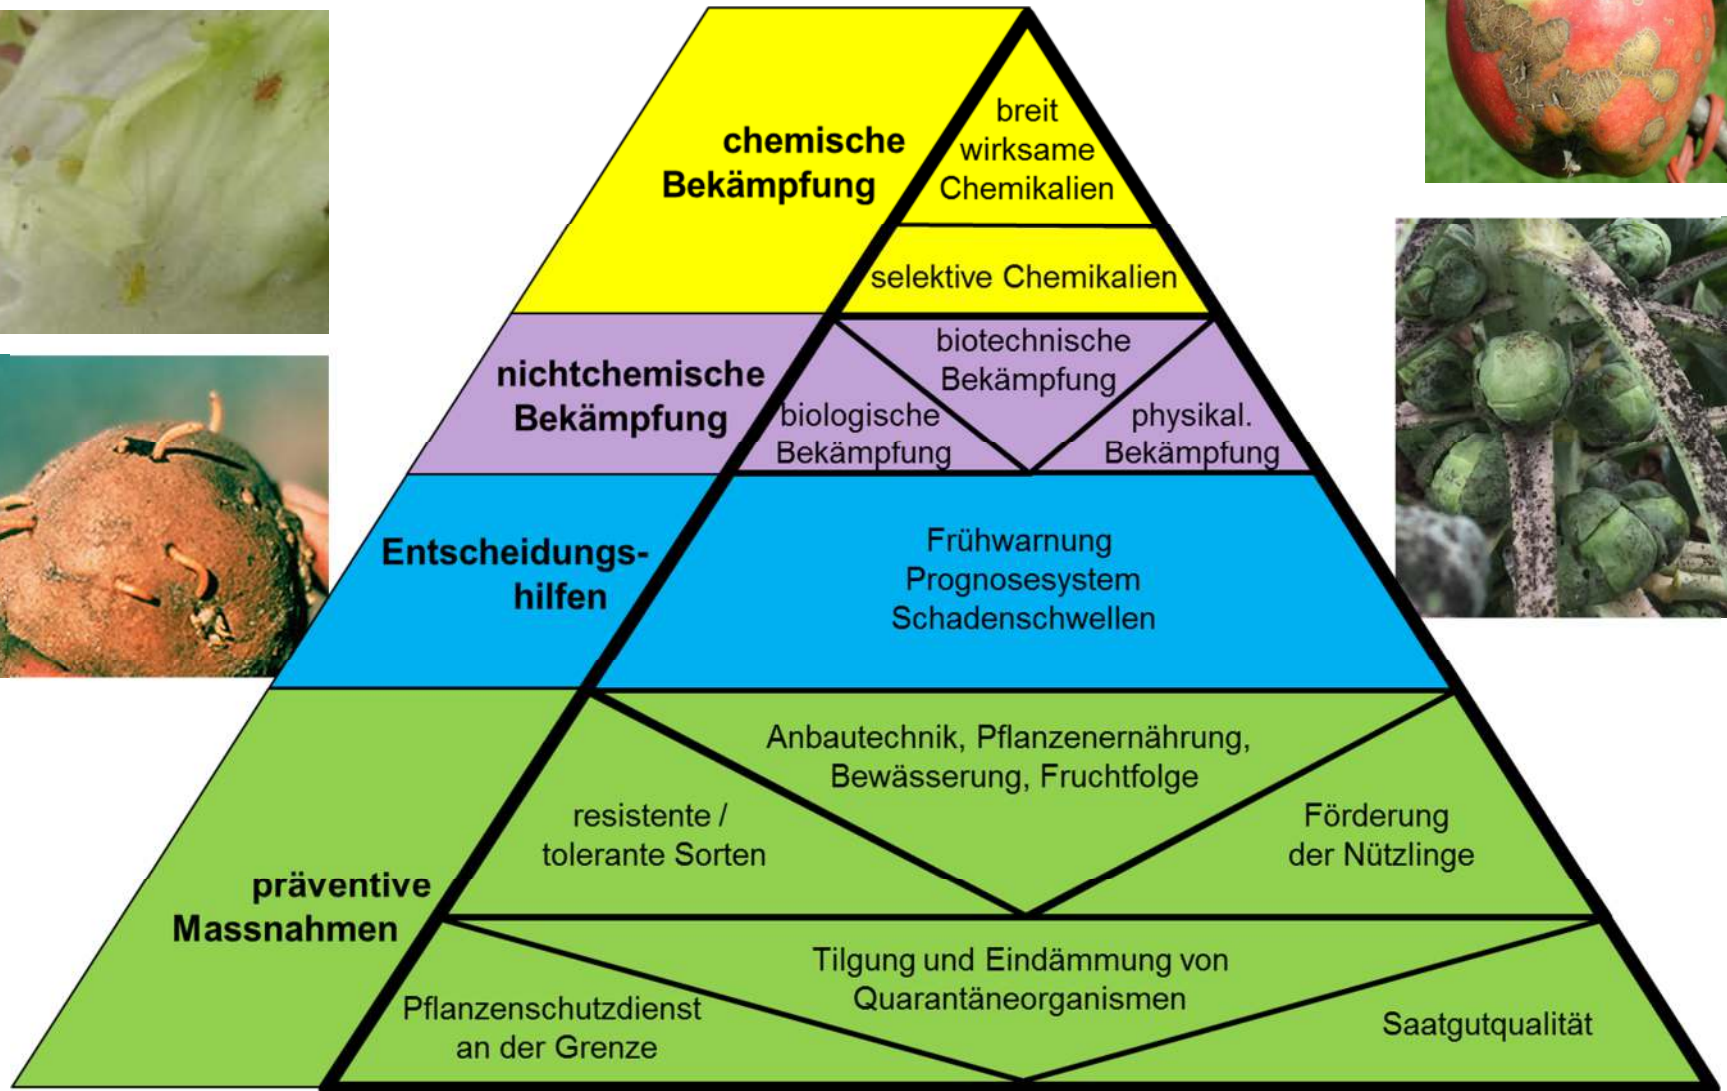 chemische
Bekämpfung
breit
wirksame
Chemikalien
selektive Chemikalien
nichtchemische
Bekämpfung
biotechnische
Bekämpfung
biologische
Bekämpfung
physikal.
Bekämpfung
Entscheidungs-
hilfen
Frühwarnung
Prognosesystem
Schadenschwellen
präventive
Massnahmen
Anbautechnik, Pflanzenernährung,
Bewässerung, Fruchtfolge
resistente /
tolerante Sorten
Förderung
der Nützlinge
Tilgung und Eindämmung von
Quarantäneorganismen
Pflanzenschutzdienst
an der Grenze
Saatgutqualität